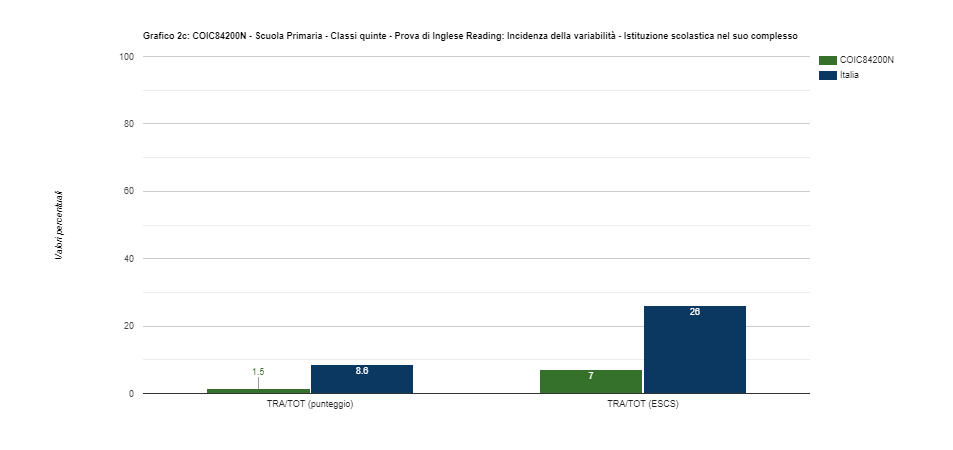 Grafico 2c: COIC84200N - Scuola Primaria - Classi quinte - Prova di Inglese Reading: Incidenza della variabilità - Istituzione scolastica nel suo complesso
COIC84200N
Italia
Valori percentuali
100
80
60
40
20
0
1.5
8.6
7
26
TRA/TOT (punteggio)
TRA/TOT (ESCS)